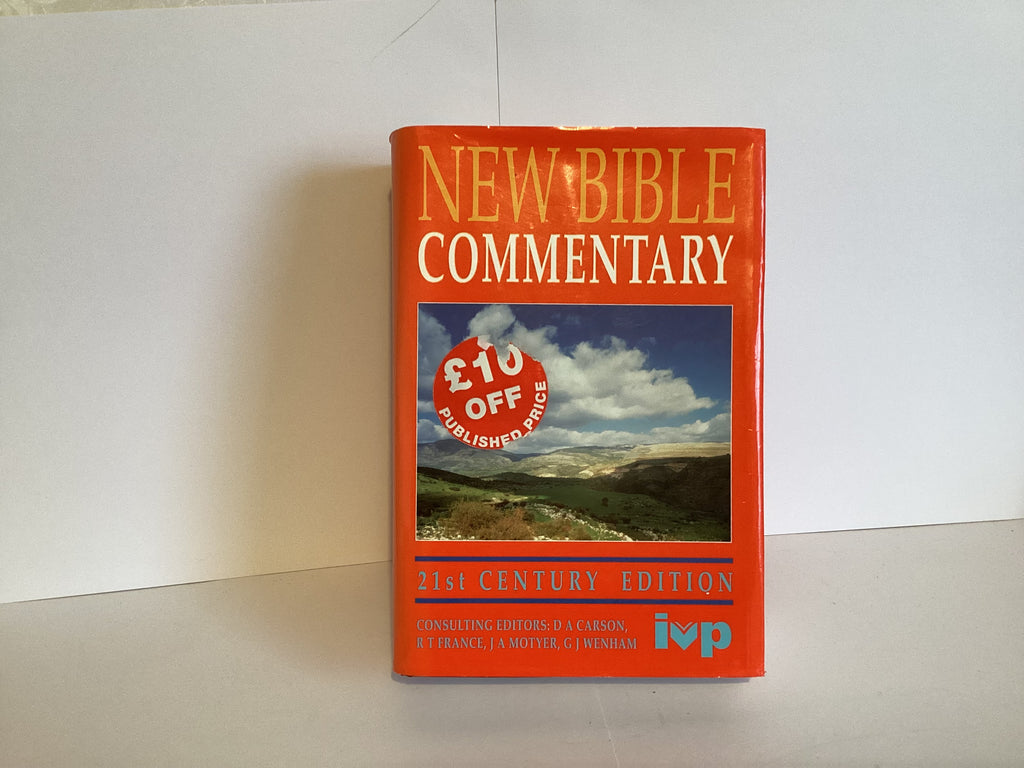 NEW BIBLE
COMMENTARY
£10
OFF
PUBLISHED PRICE
21st CENTURY EDITION
CONSULTING EDITORS: D A CARSON,
R T FRANCE, J A MOTYER, G J WENHAM
ivp